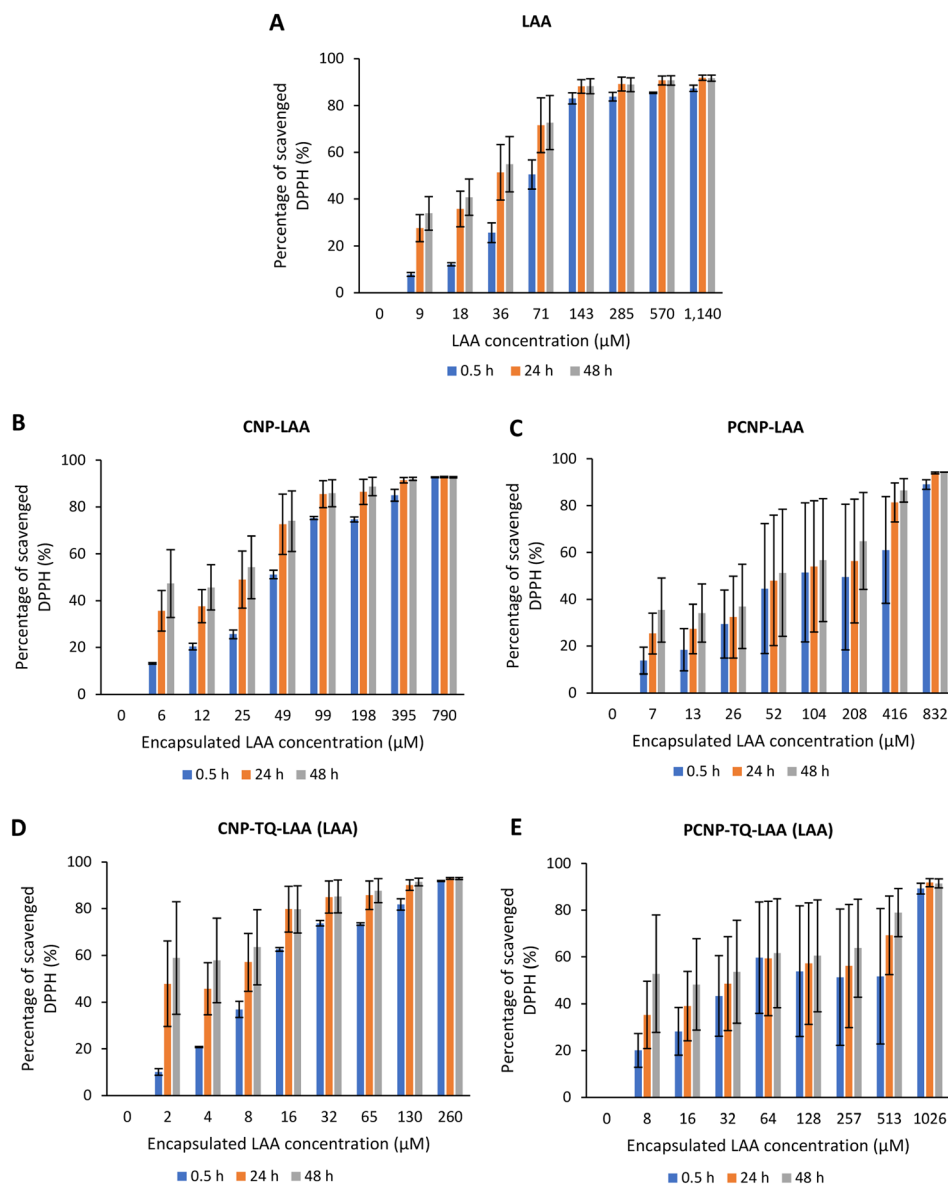 A
LAA
Percentage of scavenged
DPPH (%)
100
80
60
40
20
0
0 9 18 36 71 143 285 570 1,140
LAA concentration (µM)
0.5 h 24 h 48 h
B
CNP-LAA
Percentage of scavenged
DPPH (%)
100
80
60
40
20
0
0 6 12 25 49 99 198 395 790
Encapsulated LAA concentration (µM)
0.5 h 24 h 48 h
C
PCNP-LAA
Percentage of scavenged
DPPH (%)
100
80
60
40
20
0
0 7 13 26 52 104 208 416 832
Encapsulated LAA concentration (µM)
0.5 h 24 h 48 h
D
CNP-TQ-LAA (LAA)
Percentage of scavenged
DPPH (%)
100
80
60
40
20
0
0 2 4 8 16 32 65 130 260
Encapsulated LAA concentration (µM)
0.5 h 24 h 48 h
E
PCNP-TQ-LAA (LAA)
Percentage of scavenged
DPPH (%)
100
80
60
40
20
0
0 8 16 32 64 128 257 513 1026
Encapsulated LAA concentration (µM)
0.5 h 24 h 48 h